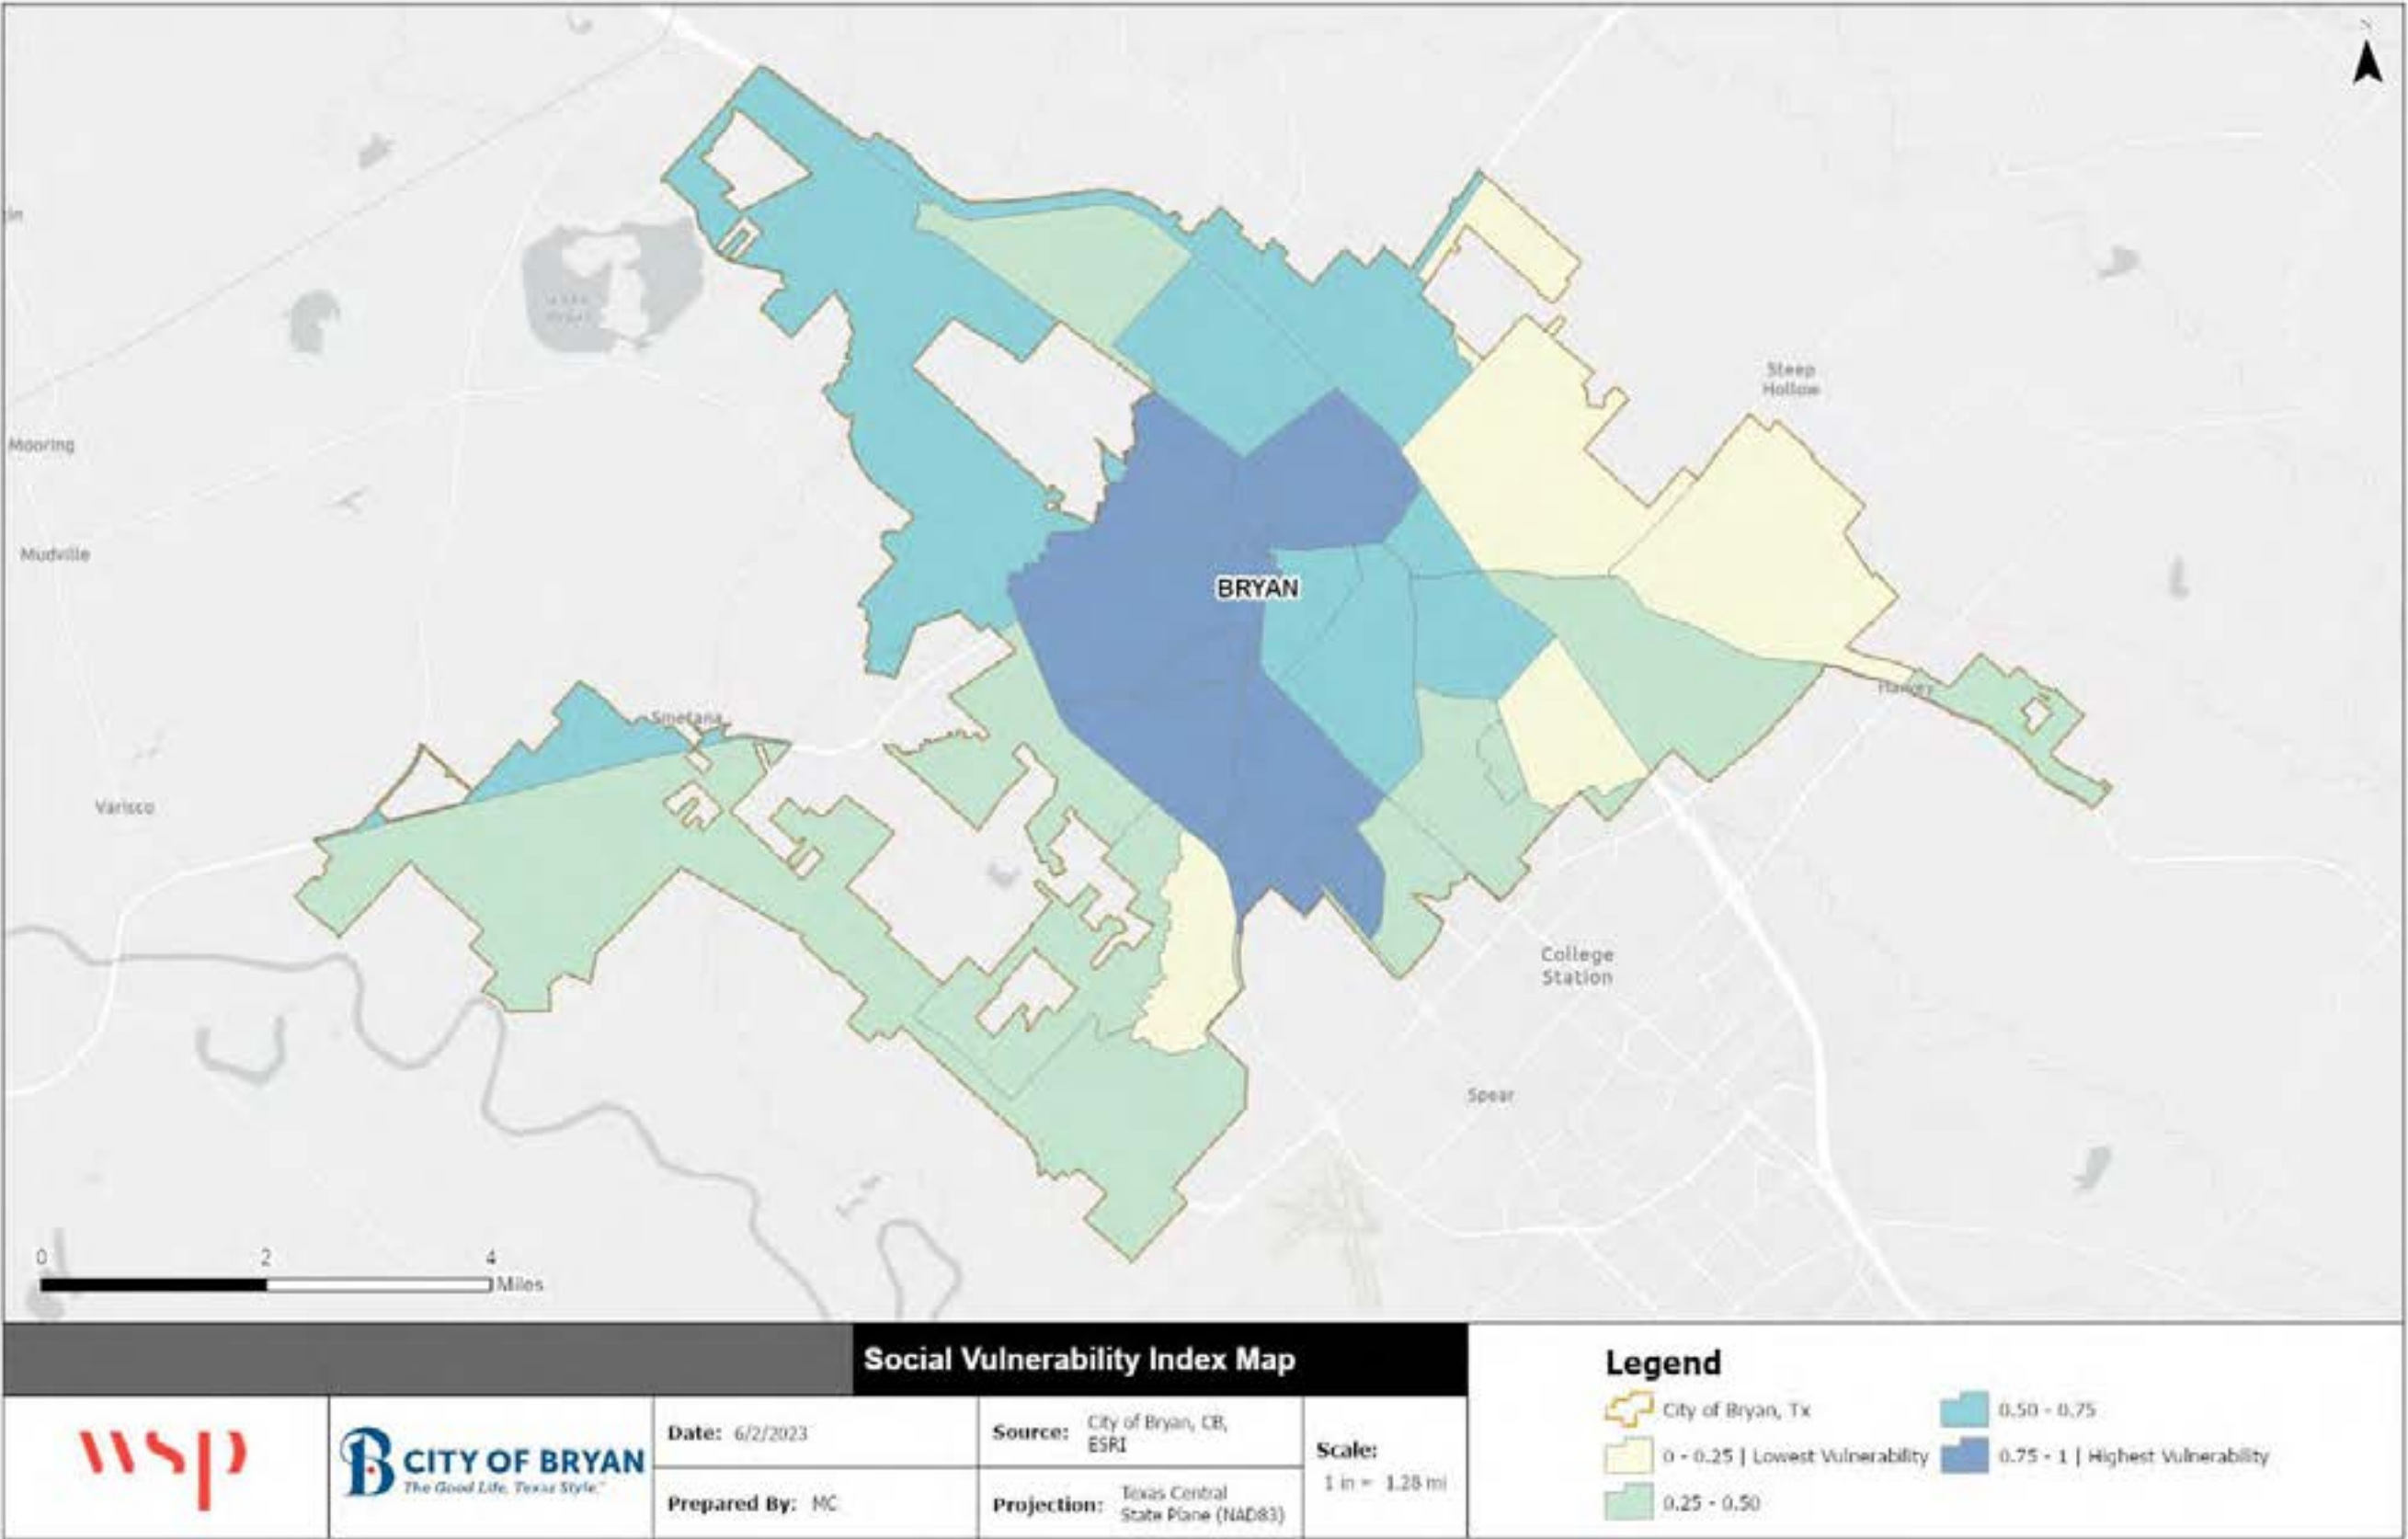 Steep
Hollow
Mooring
Mudville
BRYAN
Harvey
Smetana
Varisco
College
Station
Spear
0 2 4
Miles
Social Vulnerability Index Map
wsp
B CITY OF BRYAN
The Good Life, Texas Style.™
Date: 6/2/2023
Prepared By: MC
Source: City of Bryan, CB,
ESRI
Projection: Texas Central
State Plane (NAD83)
Scale:
1 in = 1.28 mi
Legend
City of Bryan, Tx
0 - 0.25 | Lowest Vulnerability
0.25 - 0.50
0.50 - 0.75
0.75 - 1 | Highest Vulnerability